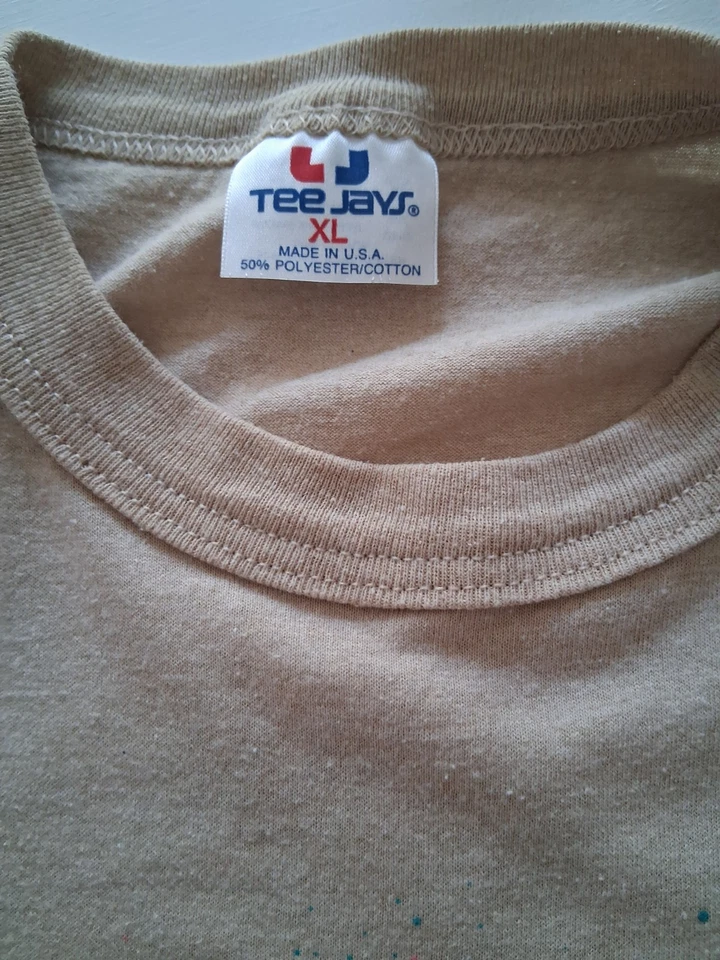 TEE JAYS®
XL
MADE IN U.S.A.
50% POLYESTER/COTTON